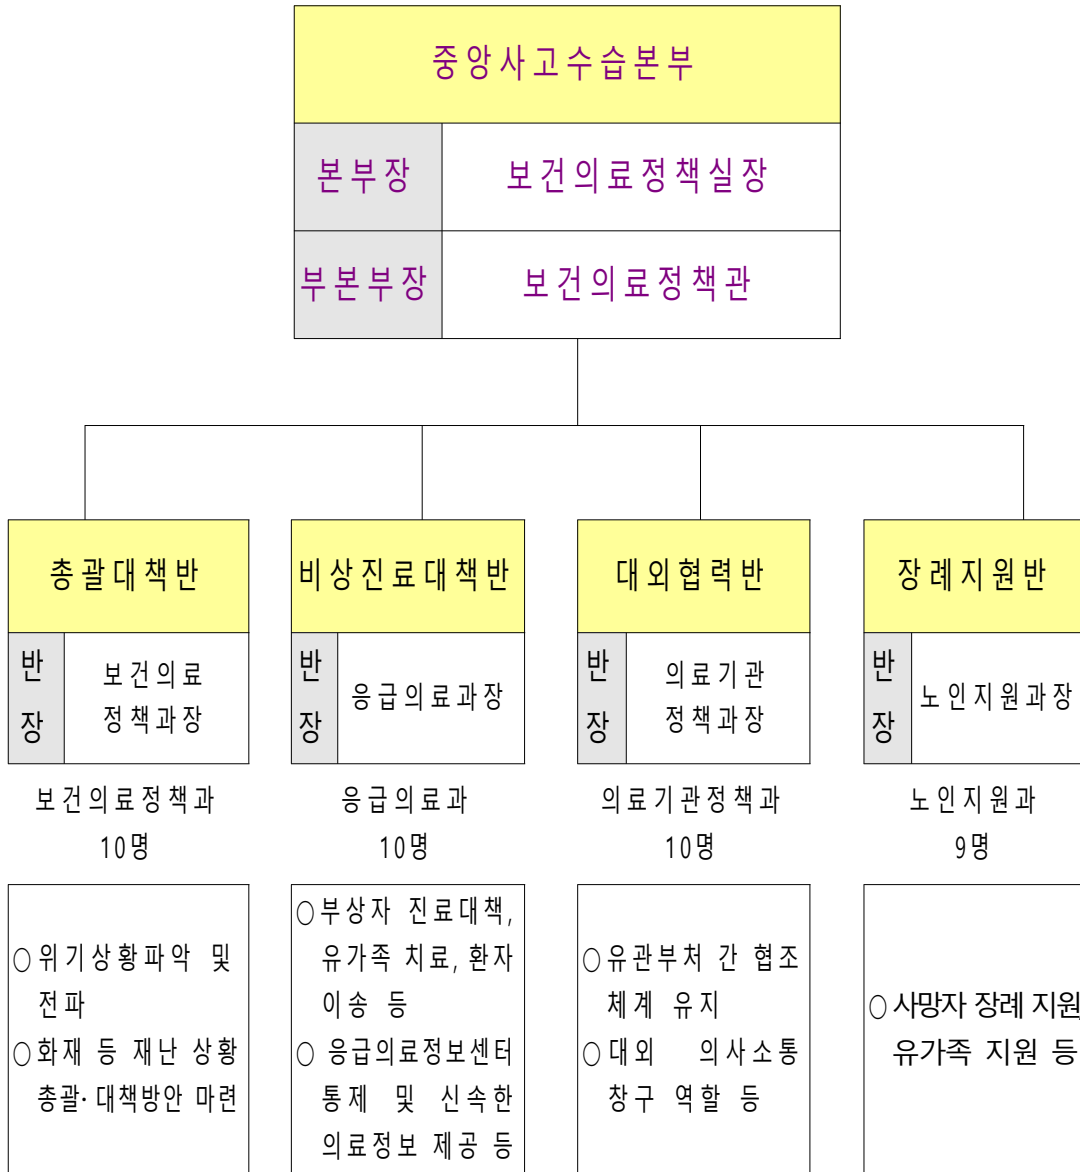 중앙사고수습본부
본부장 보건의료정책실장
부본부장 보건의료정책관
총괄대책반
반장
보건의료
정책과장
보건의료정책과
10명
○위기상황파악 및
전파
○화재 등 재난 상황
총괄·대책방안 마련
비상진료대책반
반장
응급의료과장
응급의료과
10명
○부상자 진료대책,
유가족 치료, 환자
이송 등
○ 응급의료정보센터
통제 및 신속한
의료정보 제공 등
대외협력반
반장
의료기관
정책과장
의료기관정책과
10명
○유관부처 간 협조
체계 유지
○대외 의사소통
창구 역할 등
장례지원반
반장
노인지원과장
노인지원과
9명
○사망자 장례 지원,
유가족 지원 등